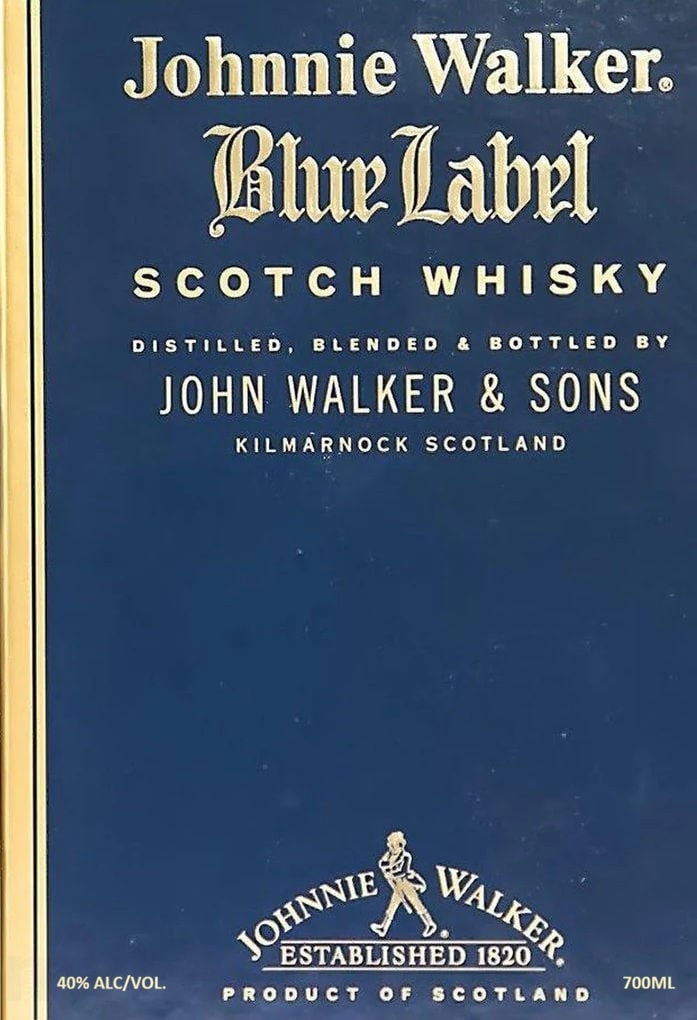 Johnnie Walker®
Blue Label
SCOTCH WHISKY
DISTILLED, BLENDED & BOTTLED BY
JOHN WALKER & SONS
KILMARNOCK SCOTLAND
JOHNNIE WALKER®
ESTABLISHED 1820
40% ALC/VOL.
700ML
PRODUCT OF SCOTLAND